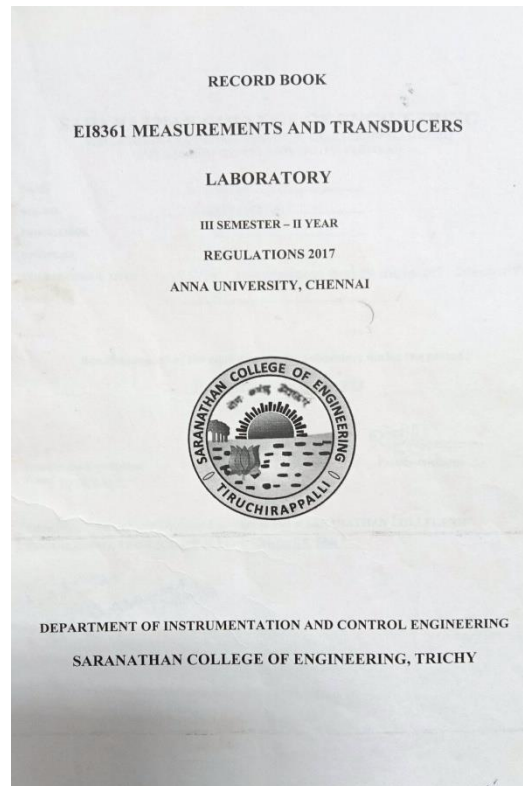 RECORD BOOK
EI8361 MEASUREMENTS AND TRANSDUCERS
LABORATORY
III SEMESTER – II YEAR
REGULATIONS 2017
ANNA UNIVERSITY, CHENNAI
SARANATHAN COLLEGE OF ENGINEERING
TIRUCHIRAPPALLI
DEPARTMENT OF INSTRUMENTATION AND CONTROL ENGINEERING
SARANATHAN COLLEGE OF ENGINEERING, TRICHY